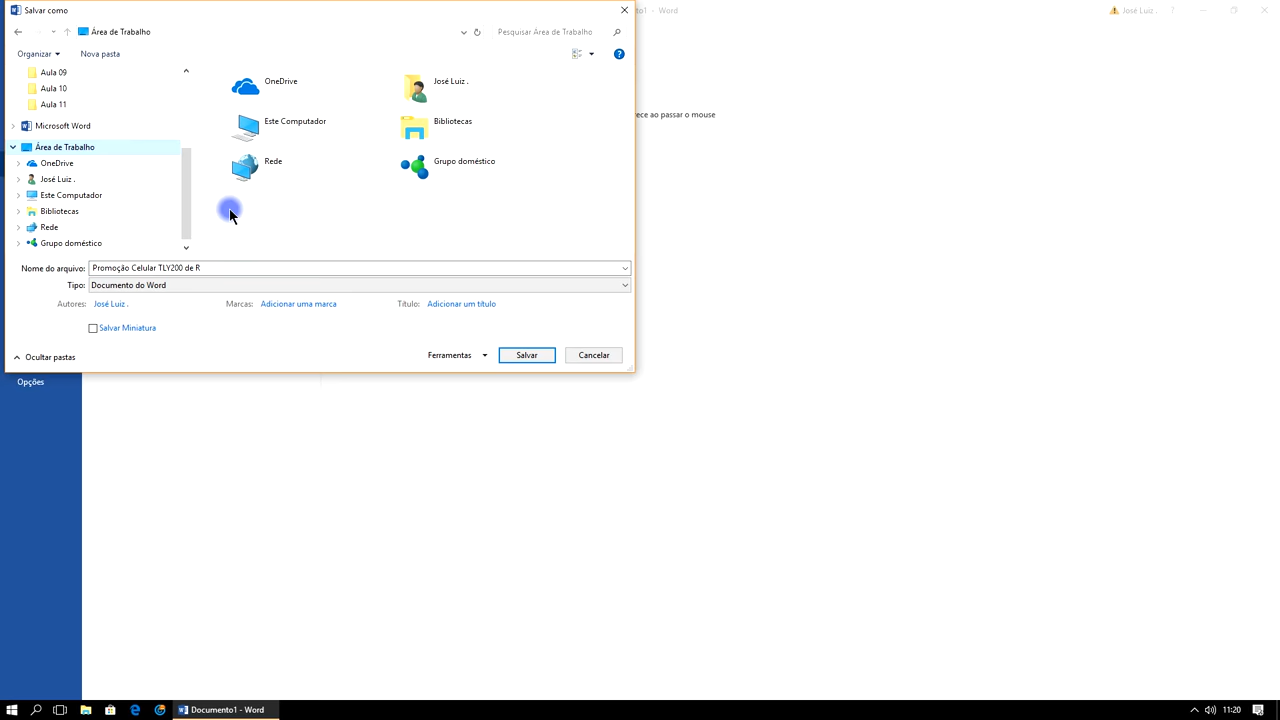 Salvar como
to1 - Word
José Luiz .
?
Área de Trabalho
Pesquisar Área de Trabalho
Organizar
Nova pasta
?
Aula 09
Aula 10
Aula 11
Microsoft Word
Área de Trabalho
OneDrive
José Luiz .
Este Computador
Bibliotecas
Rede
Grupo doméstico
OneDrive
José Luiz .
Este Computador
Bibliotecas
Rede
Grupo doméstico
ece ao passar o mouse
Nome do arquivo: Promoção Celular TLY200 de R
Tipo: Documento do Word
Autores: José Luiz .
Marcas: Adicionar uma marca
Título: Adicionar um título
Salvar Miniatura
Ocultar pastas
Ferramentas
Salvar
Cancelar
Opções
Documento1 - Word
11:20